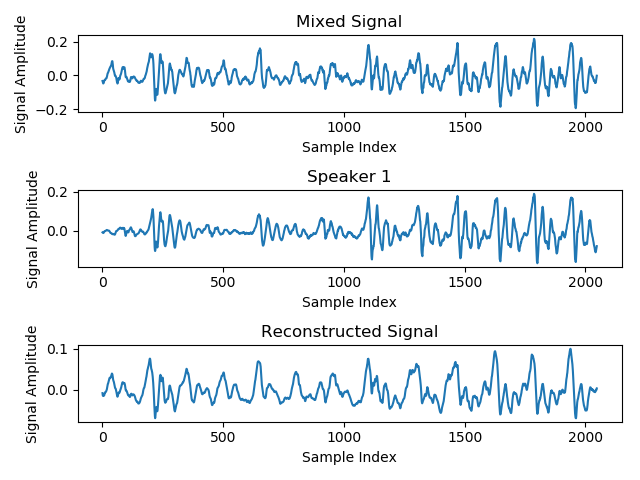 Mixed Signal
Signal Amplitude
0.2
0.0
−0.2
0 500 1000 1500 2000
Sample Index
Speaker 1
Signal Amplitude
0.2
0.0
0 500 1000 1500 2000
Sample Index
Reconstructed Signal
Signal Amplitude
0.1
0.0
0 500 1000 1500 2000
Sample Index